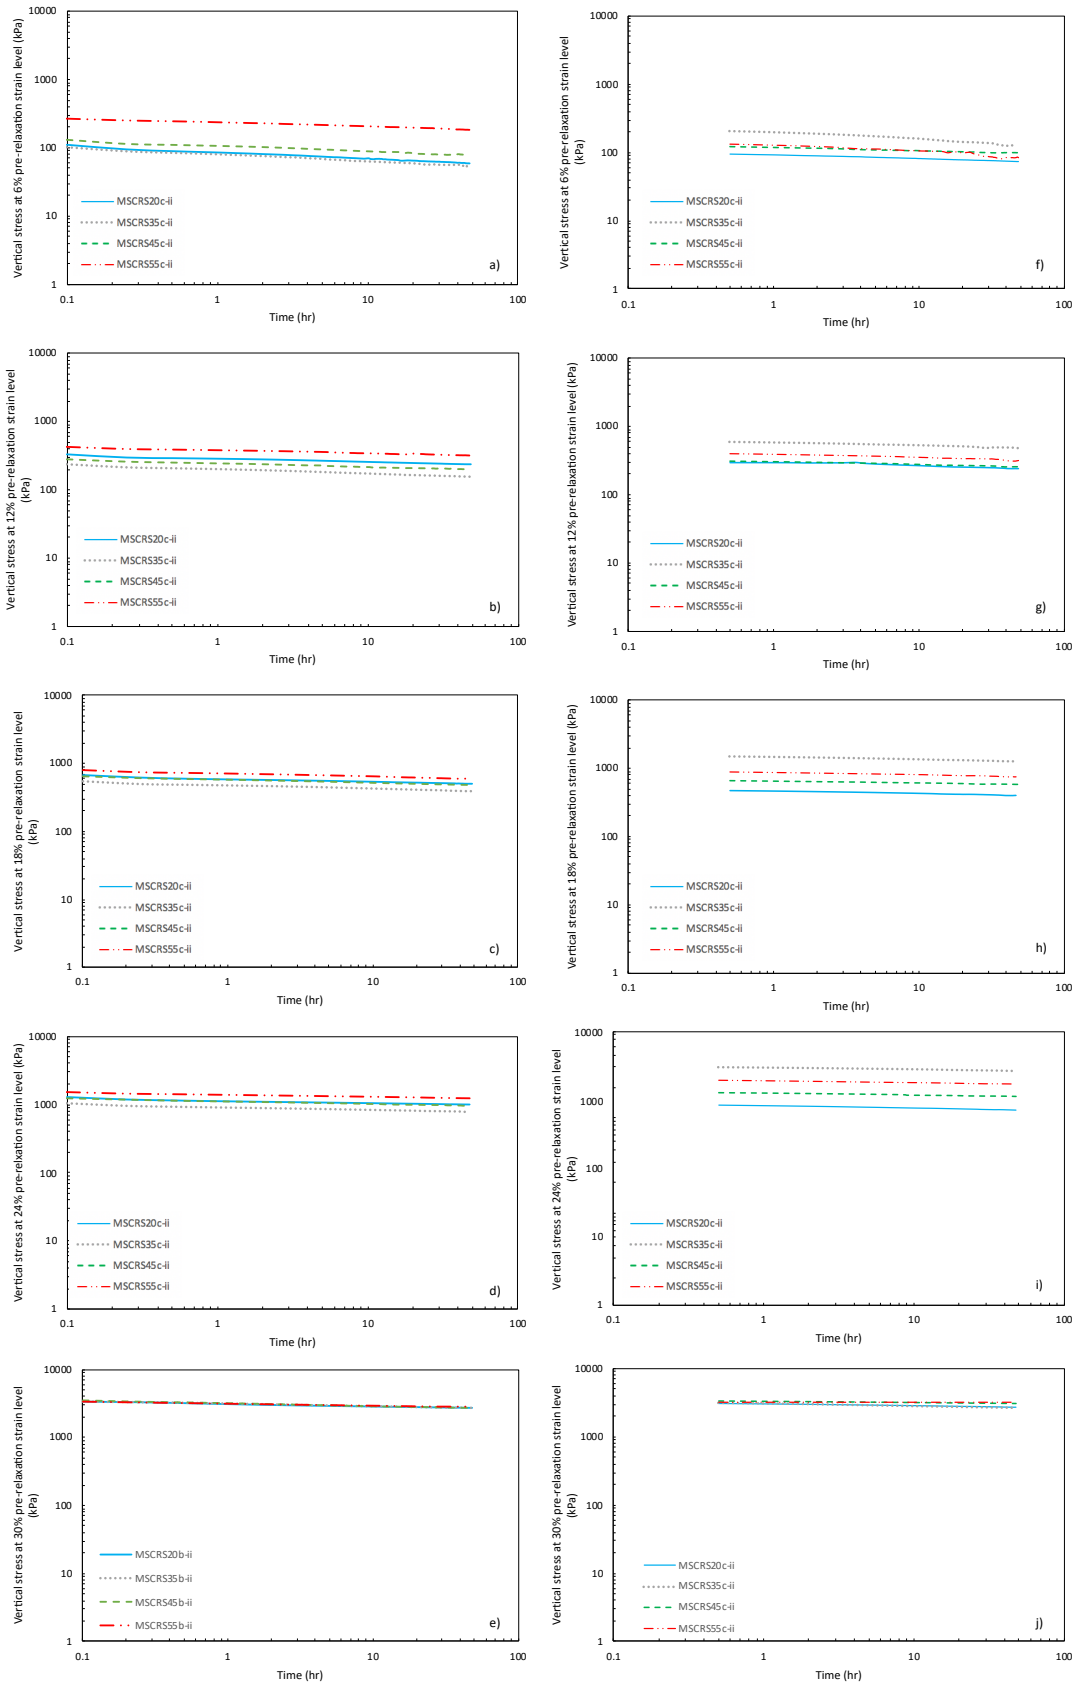 Vertical stress at 6% pre-relaxation strain level (kPa)
10000
1000
100
10
1
0.1
1
10
100
Time (hr)
MSCRS20c-ii
MSCRS35c-ii
MSCRS45c-ii
MSCRS55c-ii
a)
Vertical stress at 6% pre-relaxation strain level
(kPa)
10000
1000
100
10
1
0.1
1
10
100
Time (hr)
MSCRS20c-ii
MSCRS35c-ii
MSCRS45c-ii
MSCRS55c-ii
f)
Vertical stress at 12% pre-relaxation strain level
(kPa)
10000
1000
100
10
1
0.1
1
10
100
Time (hr)
MSCRS20c-ii
MSCRS35c-ii
MSCRS45c-ii
MSCRS55c-ii
b)
Vertical stress at 12% pre-relaxation strain level (kPa)
10000
1000
100
10
1
0.1
1
10
100
Time (hr)
MSCRS20c-ii
MSCRS35c-ii
MSCRS45c-ii
MSCRS55c-ii
g)
Vertical stress at 18% pre-relaxation strain level
(kPa)
10000
1000
100
10
1
0.1
1
10
100
Time (hr)
MSCRS20c-ii
MSCRS35c-ii
MSCRS45c-ii
MSCRS55c-ii
c)
Vertical stress at 18% pre-relaxation strain level (kPa)
10000
1000
100
10
1
0.1
1
10
100
Time (hr)
MSCRS20c-ii
MSCRS35c-ii
MSCRS45c-ii
MSCRS55c-ii
h)
Vertical stress at 24% pre-relxation strain level (kPa)
10000
1000
100
10
1
0.1
1
10
100
Time (hr)
MSCRS20c-ii
MSCRS35c-ii
MSCRS45c-ii
MSCRS55c-ii
d)
Vertical stress at 24% pre-relaxation strain level
(kPa)
10000
1000
100
10
1
0.1
1
10
100
Time (hr)
MSCRS20c-ii
MSCRS35c-ii
MSCRS45c-ii
MSCRS55c-ii
i)
Vertical stress at 30% pre-relaxation strain level
(kPa)
10000
1000
100
10
1
0.1
1
10
100
Time (hr)
MSCRS20b-ii
MSCRS35b-ii
MSCRS45b-ii
MSCRS55b-ii
e)
Vertical stress at 30% pre-relaxation strain level
(kPa)
10000
1000
100
10
1
0.1
1
10
100
Time (hr)
MSCRS20c-ii
MSCRS35c-ii
MSCRS45c-ii
MSCRS55c-ii
j)